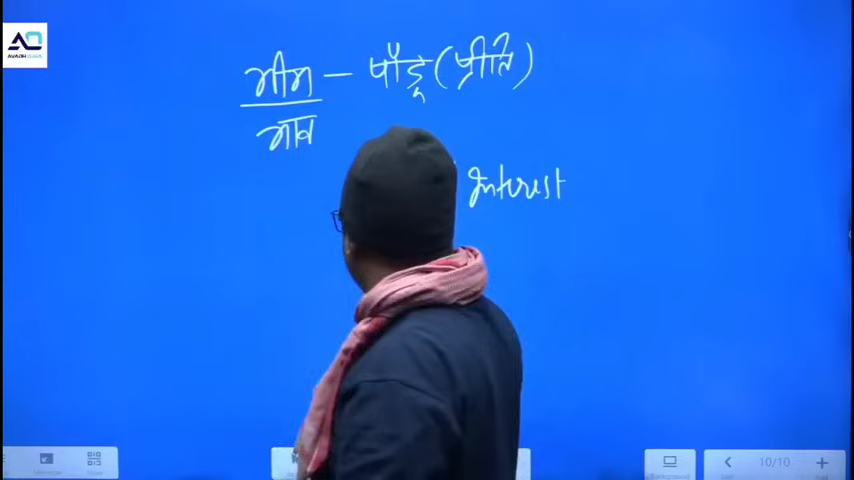 भीम - पाँडू (प्रीति)
भाव
Interest
10/10